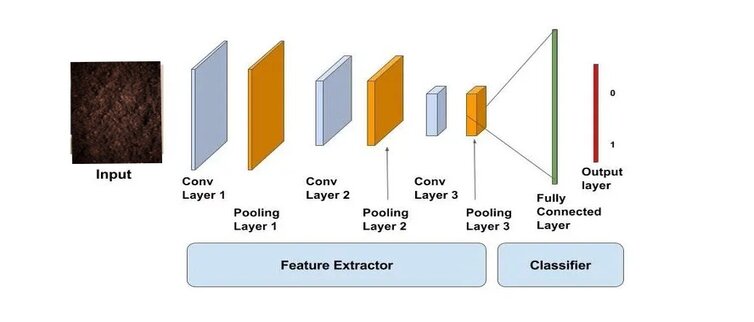 Input
Conv
Layer 1
Pooling
Layer 1
Conv
Layer 2
Pooling
Layer 2
Conv
Layer 3
Pooling
Layer 3
Fully
Connected
Layer
0
1
Output
layer
Feature Extractor
Classifier